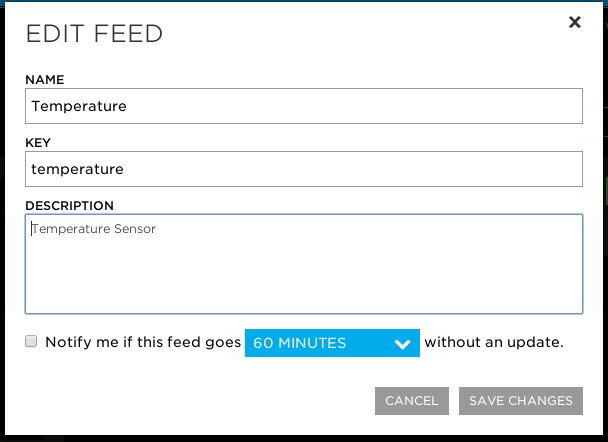 EDIT FEED
NAME
Temperature
KEY
temperature
DESCRIPTION
Temperature Sensor
Notify me if this feed goes 60 MINUTES without an update.
CANCEL SAVE CHANGES